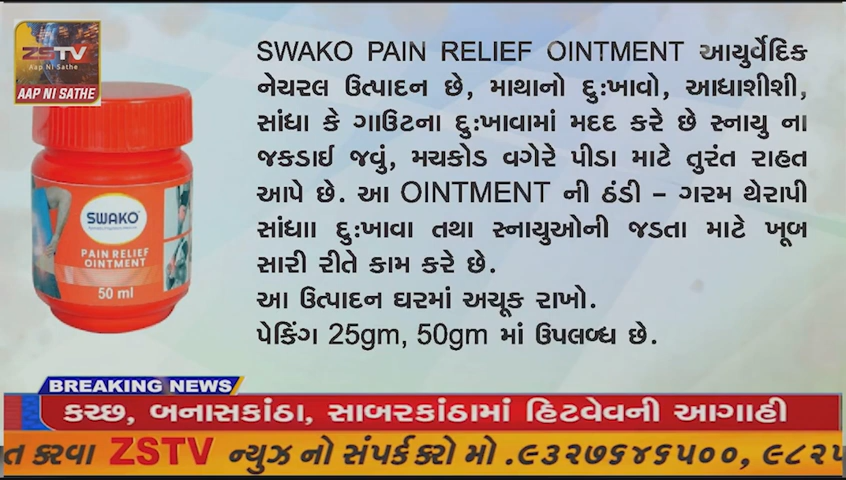 ZSTV
Aap Ni Sathe
AAP NI SATHE
SWAKO
PAIN RELIEF
OINTMENT
50 ml
SWAKO PAIN RELIEF OINTMENT આયુર્વેદિક
નેચરલ ઉત્પાદન છે, માથાનો દુઃખાવો, આધાશીશી,
સાંધા કે ગાઉટના દુઃખાવામાં મદદ કરે છે સ્નાયુ ના
જકડાઈ જવું, મચકોડ વગેરે પીડા માટે તુરંત રાહત
આપે છે. આ OINTMENT ની ઠંડી – ગરમ થેરાપી
સાંધાા દુઃખાવા તથા સ્નાયુઓની જડતા માટે ખૂબ
સારી રીતે કામ કરે છે.
આ ઉત્પાદન ઘરમાં અચૂક રાખો.
પેકિંગ 25gm, 50gm માં ઉપલબ્ધ છે.
BREAKING NEWS
કચ્છ, બનાસકાંઠા, સાબરકાંઠામાં હિટવેવની આગાહી
ત કરવા ZSTV ન્યુઝ નો સંપર્ક કરો મો .૯૩૨૭૬૪૬૫૦૦, ૯૮૨૫